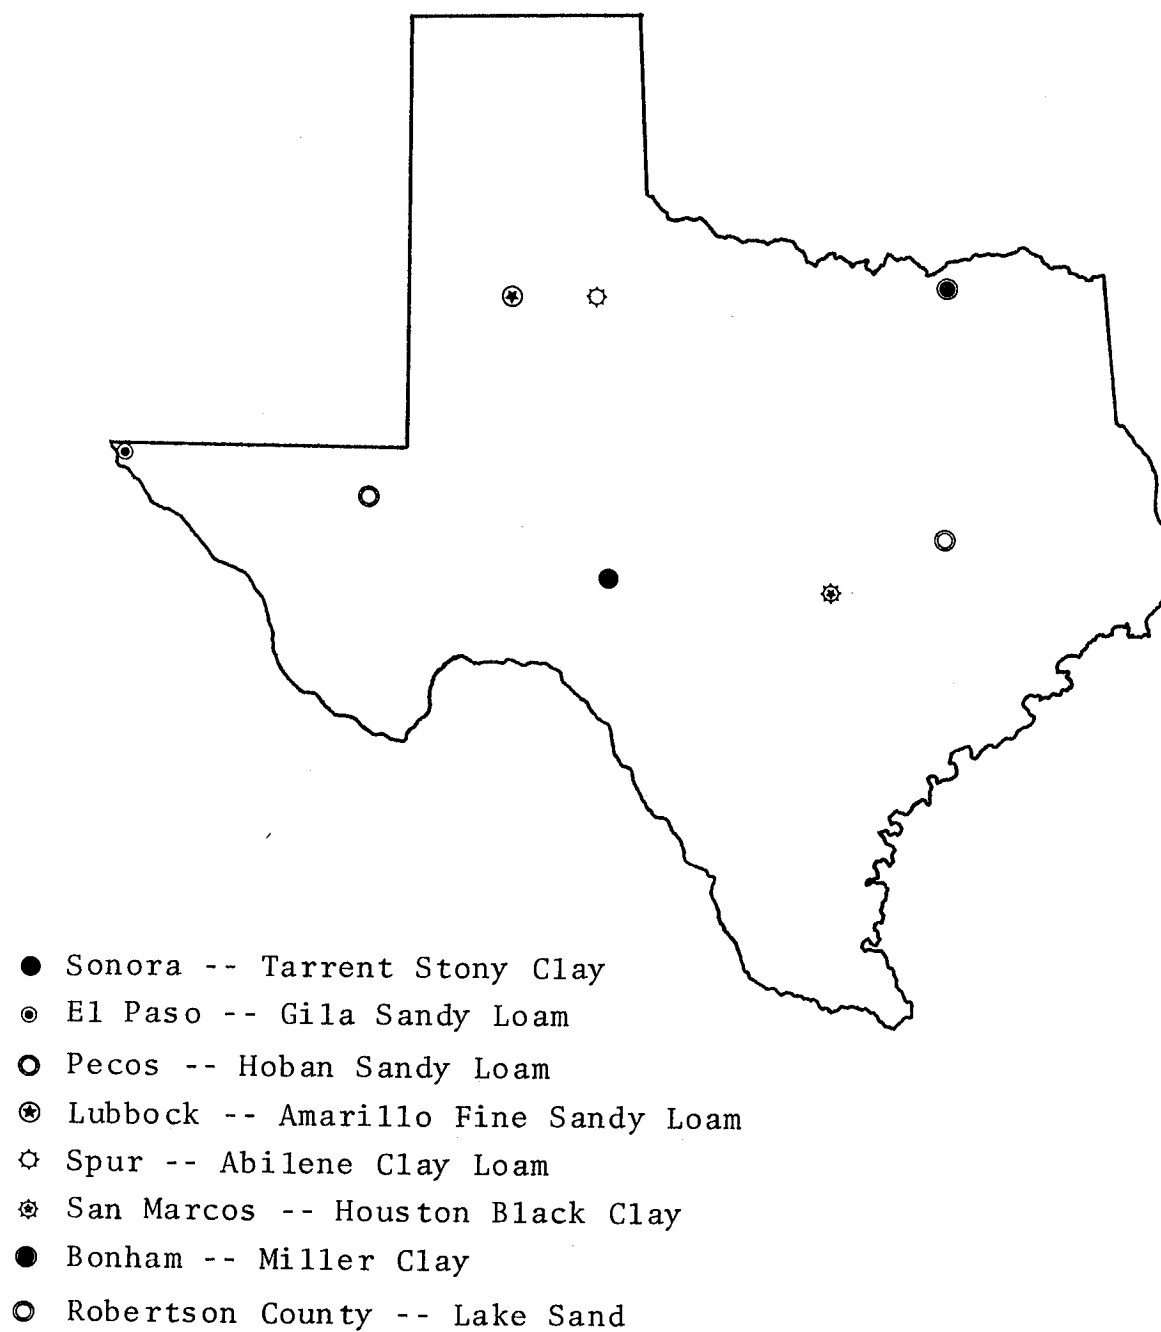 Sonora -- Tarrent Stony Clay
El Paso -- Gila Sandy Loam
Pecos -- Hoban Sandy Loam
Lubbock -- Amarillo Fine Sandy Loam
Spur -- Abilene Clay Loam
San Marcos -- Houston Black Clay
Bonham -- Miller Clay
Robertson County -- Lake Sand